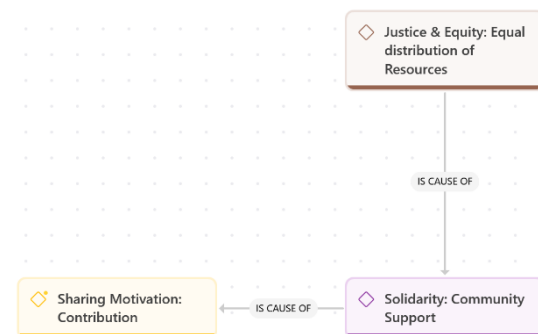 Justice & Equity: Equal
distribution of
Resources
IS CAUSE OF
Sharing Motivation:
Contribution
IS CAUSE OF
Solidarity: Community
Support